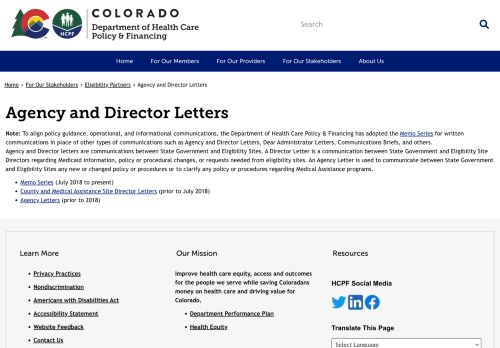 COLORADO
Department of Health Care
Policy & Financing
HCPF
Search
Home For Our Members For Our Providers For Our Stakeholders About Us
Home › For Our Stakeholders › Eligibility Partners › Agency and Director Letters
Agency and Director Letters
Note: To align policy guidance, operational, and informational communications, the Department of Health Care Policy & Financing has adopted the Memo Series for written
communications in place of other types of communications such as Agency and Director Letters, Dear Administrator Letters, Communications Briefs, and others.
Agency and Director letters are communications between State Government and Eligibility Sites. A Director Letter is a communication between State Government and Eligibility Site
Directors regarding Medicaid information, policy or procedural changes, or requests needed from eligibility sites. An Agency Letter is used to communicate between State Government
and Eligibility Sites any new or changed policy or procedures or to clarify any policy or procedures regarding Medical Assistance programs.
• Memo Series (July 2018 to present)
• County and Medical Assistance Site Director Letters (prior to July 2018)
• Agency Letters (prior to 2018)
Learn More
• Privacy Practices
• Nondiscrimination
• Americans with Disabilities Act
• Accessibility Statement
• Website Feedback
• Contact Us
Our Mission
Improve health care equity, access and outcomes
for the people we serve while saving Coloradans
money on health care and driving value for
Colorado.
• Department Performance Plan
• Health Equity
Resources
HCPF Social Media
Translate This Page
Select Language